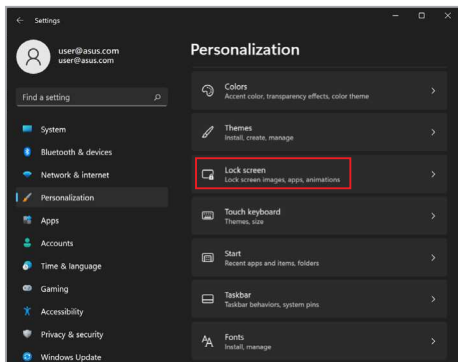 Settings
user@asus.com
user@asus.com
Find a setting
System
Bluetooth & devices
Network & internet
Personalization
Apps
Accounts
Time & language
Gaming
Accessibility
Privacy & security
Windows Update
Personalization
Colors
Accent color, transparency effects, color theme
Themes
Install, create, manage
Lock screen
Lock screen images, apps, animations
Touch keyboard
Themes, size
Start
Recent apps and items, folders
Taskbar
Taskbar behaviors, system pins
Fonts
Install, manage